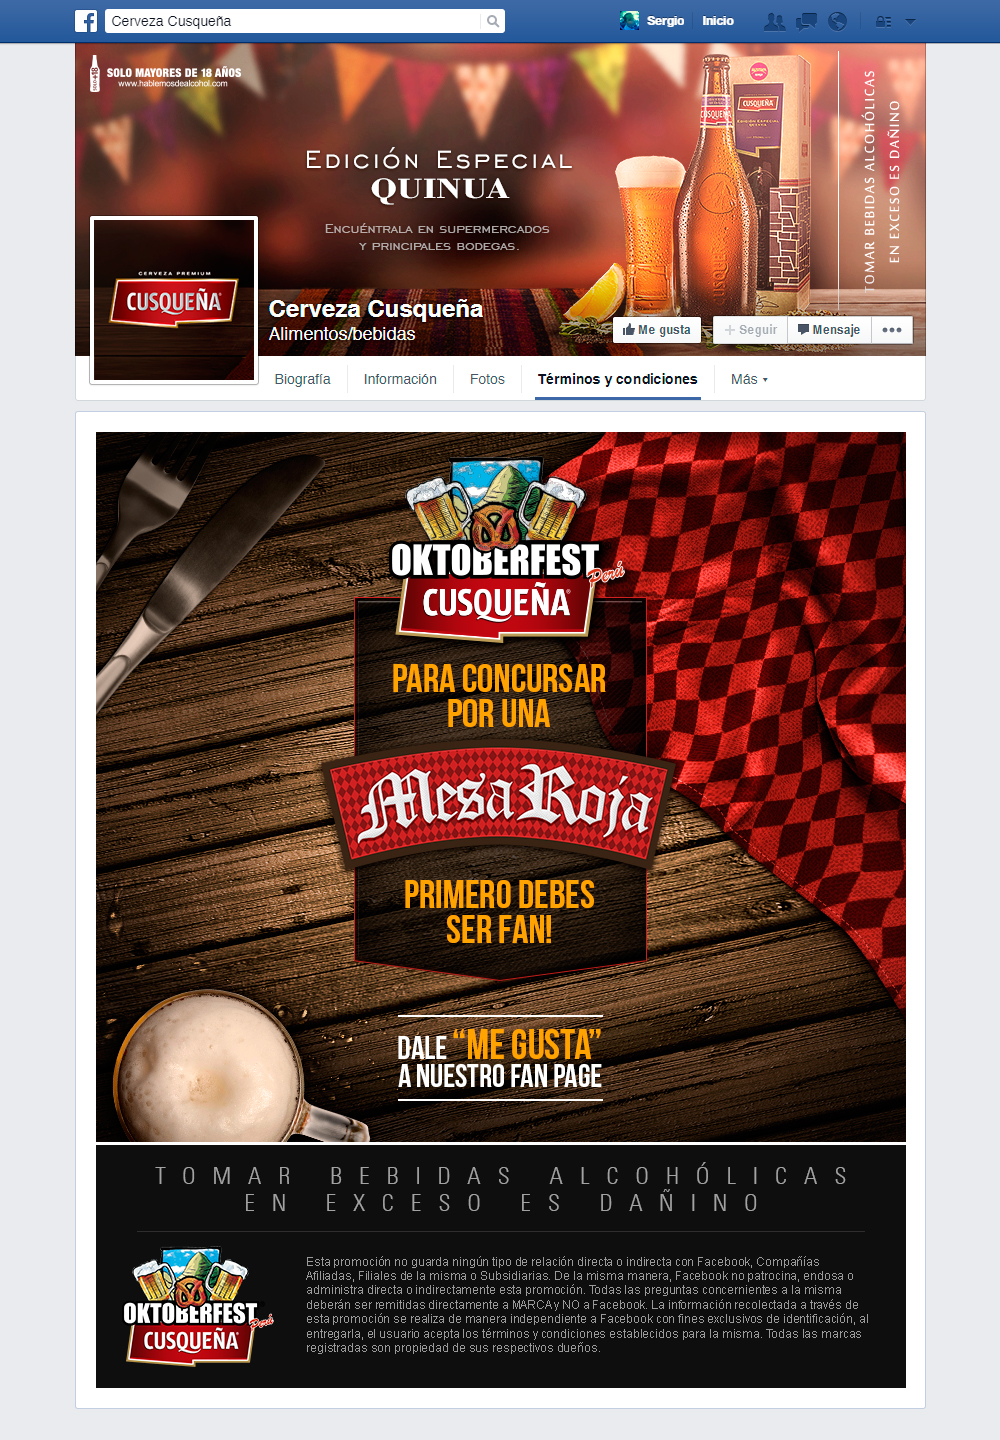 Cerveza Cusqueña
Sergio
Inicio
SOLO MAYORES DE 18 AÑOS
www.hablemosdealcohol.com
EDICIÓN ESPECIAL
QUINUA
ENCUÉNTRALA EN SUPERMERCADOS
Y PRINCIPALES BODEGAS.
CUSQUEÑA
CUSQUEÑA
EDICIÓN ESPECIAL
QUINUA
CUSQUEÑA
TOMAR BEBIDAS ALCOHÓLICAS
EN EXCESO ES DAÑINO
CERVEZA PREMIUM
CUSQUEÑA
Cerveza Cusqueña
Alimentos/bebidas
Me gusta
Seguir
Mensaje
Biografía
Información
Fotos
Términos y condiciones
Más
OKTOBERFEST
Perú
CUSQUEÑA
PARA CONCURSAR
POR UNA
Mesa Roja
PRIMERO DEBES
SER FAN!
DALE “ME GUSTA”
A NUESTRO FAN PAGE
TOMAR BEBIDAS ALCOHÓLICAS
EN EXCESO ES DAÑINO
OKTOBERFEST
Perú
CUSQUEÑA
Esta promoción no guarda ningún tipo de relación directa o indirecta con Facebook, Compañías
Afiliadas, Filiales de la misma o Subsidiarias. De la misma manera, Facebook no patrocina, endosa o
administra directa o indirectamente esta promoción. Todas las preguntas concernientes a la misma
deberán ser remitidas directamente a MARCA y NO a Facebook. La información recolectada a través de
esta promoción se realiza de manera independiente a Facebook con fines exclusivos de identificación, al
entregarla, el usuario acepta los términos y condiciones establecidos para la misma. Todas las marcas
registradas son propiedad de sus respectivos dueños.